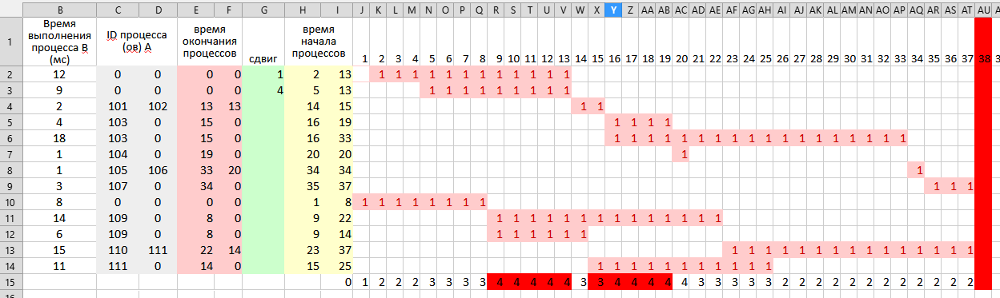 B C D E F G H I J K L M N O P Q R S T U V W X Y Z AA AB AC AD AE AF AG AH AI AJ AK AL AM AN AO AP AQ AR AS AT AU
1 Время выполнения процесса B (мс) ID процесса (ов) A время окончания процессов сдвиг время начала процессов 1 2 3 4 5 6 7 8 9 10 11 12 13 14 15 16 17 18 19 20 21 22 23 24 25 26 27 28 29 30 31 32 33 34 35 36 37 38
2 12 0 0 0 0 1 2 13 1 1 1 1 1 1 1 1 1 1 1 1
3 9 0 0 0 0 4 5 13 1 1 1 1 1 1 1 1 1
4 2 101 102 13 13 14 15 1 1
5 4 103 0 15 0 16 19 1 1 1 1
6 18 103 0 15 0 16 33 1 1 1 1 1 1 1 1 1 1 1 1 1 1 1 1 1 1
7 1 104 0 19 0 20 20 1
8 1 105 106 33 20 34 34 1
9 3 107 0 34 0 35 37 1 1 1
10 8 0 0 0 0 1 8 1 1 1 1 1 1 1 1
11 14 109 0 8 0 9 22 1 1 1 1 1 1 1 1 1 1 1 1 1 1
12 6 109 0 8 0 9 14 1 1 1 1 1 1
13 15 110 111 22 14 23 37 1 1 1 1 1 1 1 1 1 1 1 1 1 1 1
14 11 111 0 14 0 15 25 1 1 1 1 1 1 1 1 1 1 1
15 0 1 2 2 2 3 3 3 3 4 4 4 4 4 3 3 4 4 4 4 4 3 3 3 3 3 2 2 2 2 2 2 2 2 2 2 2 2